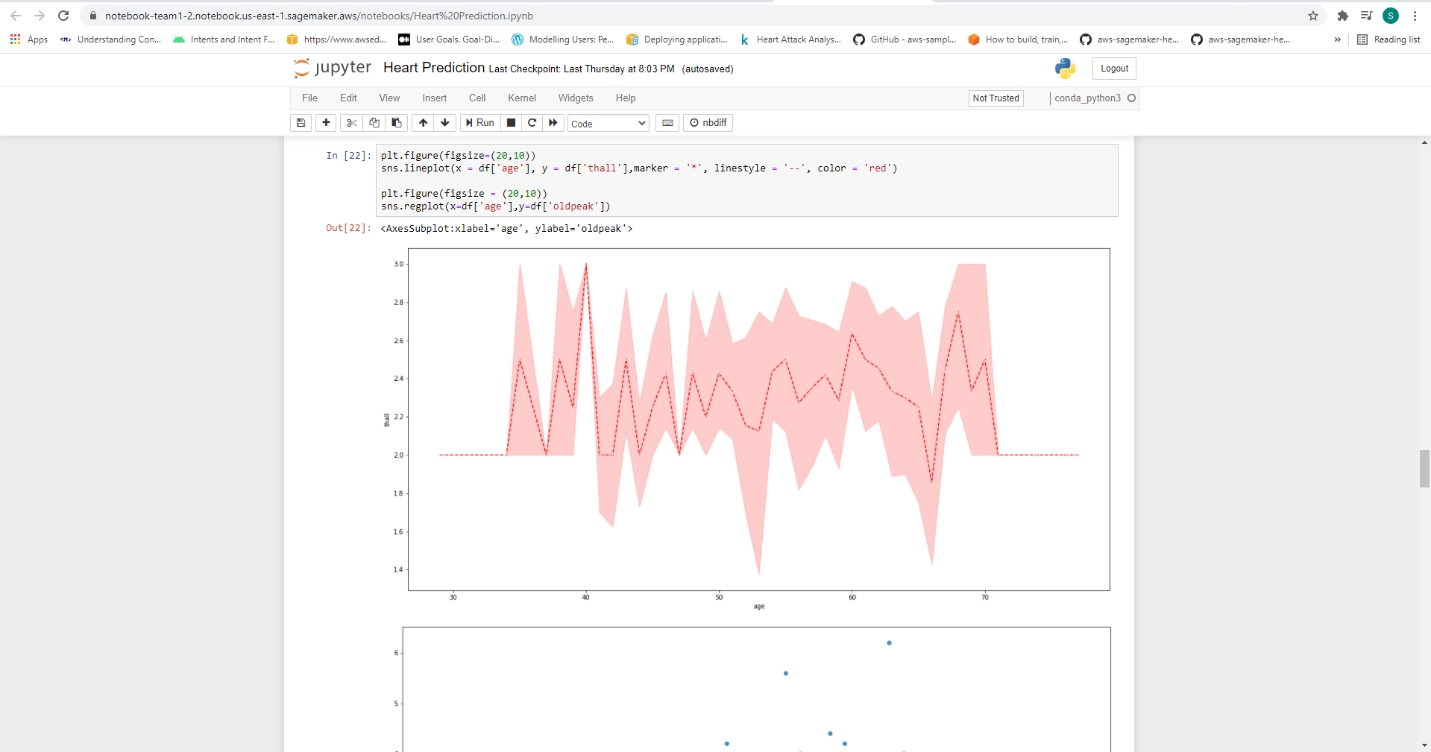 notebook-team1-2.notebook.us-east-1.sagemaker.aws/notebooks/Heart%20Prediction.ipynb
S
Apps Understanding Con... Intents and Intent F... https://www.awsed... User Goals. Goal-Di... Modelling Users: Pe... Deploying applicati... k Heart Attack Analys... GitHub - aws-sampl... How to build, train,... aws-sagemaker-he... aws-sagemaker-he... » Reading list
jupyter Heart Prediction Last Checkpoint: Last Thursday at 8:03 PM (autosaved) Logout
File Edit View Insert Cell Kernel Widgets Help Not Trusted conda_python3
Run Code nbdiff
In [22]: plt.figure(figsize=(20,10))
sns.lineplot(x = df['age'], y = df['thall'],marker = '*', linestyle = '--', color = 'red')
plt.figure(figsize = (20,10))
sns.regplot(x=df['age'],y=df['oldpeak'])
Out[22]: <AxesSubplot:xlabel='age', ylabel='oldpeak'>
3.0
2.8
2.6
2.4
thall
2.2
2.0
1.8
1.6
1.4
30 40 50 60 70
age
6
5